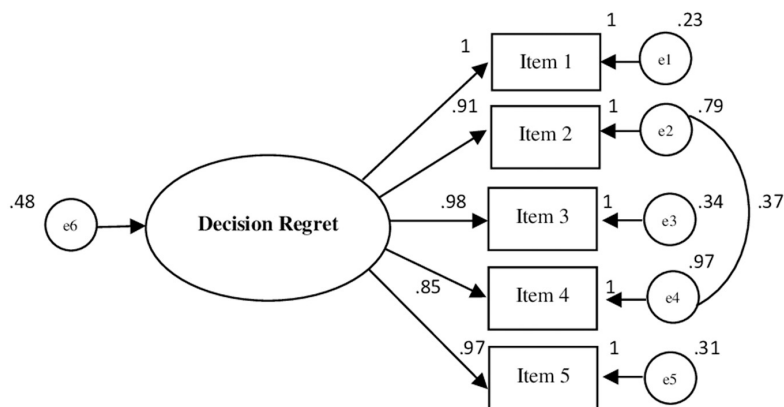 1 .23
1 Item 1 e1
.91 1 .79
Item 2 e2
.48 .98 1 .34
e6 Decision Regret Item 3 e3 .37
.85 1 .97
Item 4 e4
.97 1 .31
Item 5 e5